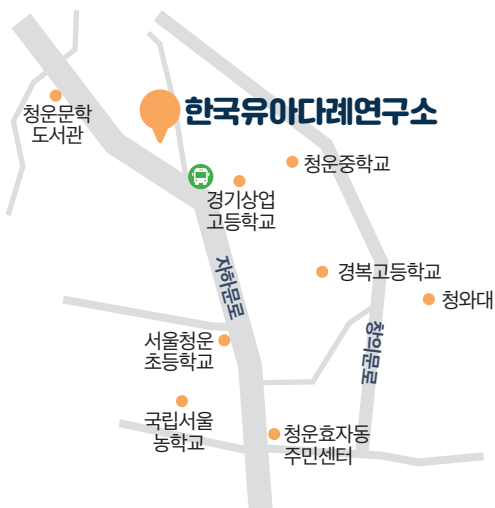 한국유아다례연구소
청운문학
도서관
청운중학교
경기상업
고등학교
자하문로
경복고등학교
청와대
창의문로
서울청운
초등학교
국립서울
농학교
청운효자동
주민센터